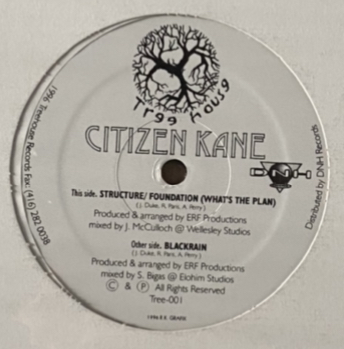 Tree House
CITIZEN KANE
This side. STRUCTURE/ FOUNDATION (WHAT'S THE PLAN)
(J. Duke, R. Paris, A. Perry)
Produced & arranged by ERF Productions
mixed by J. McCulloch @ Wellesley Studios
Other side. BLACKRAIN
(J. Duke, R. Paris, A. Perry)
Produced & arranged by ERF Productions
mixed by S. Bigas @ Elohim Studios
© & ℗ All Rights Reserved
Tree-001
1996 Treehouse Records Fax: (416) 282 0038
Distributed by DNH Records